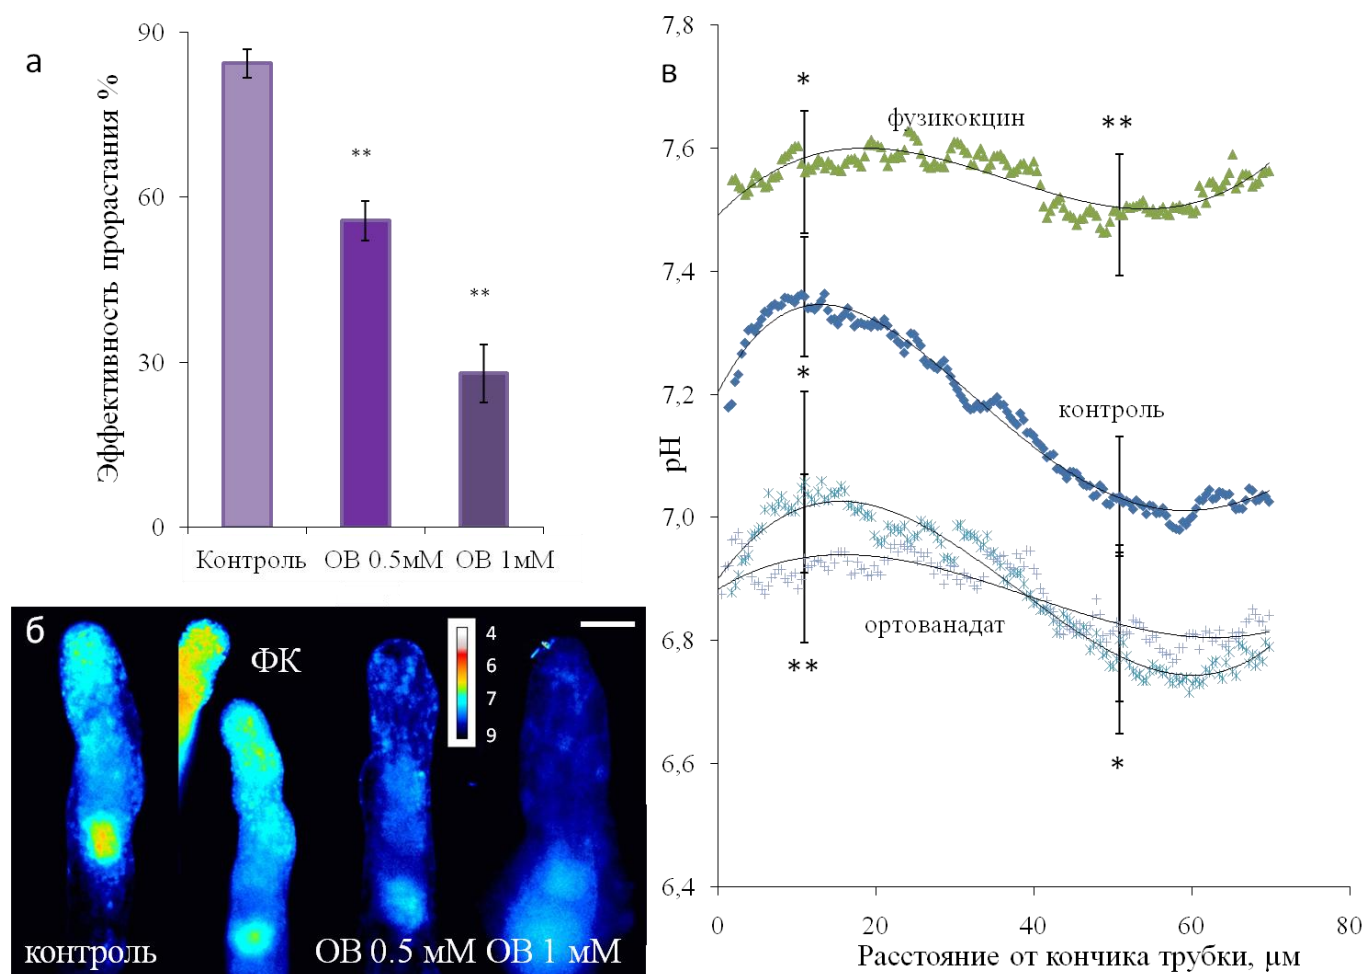 а
Эффективность прорастания %
90
60
30
0
**
**
Контроль
ОВ 0.5мМ
ОВ 1мМ
б
ФК
4
6
7
9
контроль
ОВ 0.5 мМ
ОВ 1 мМ
в
pH
7,8
7,6
7,4
7,2
7,0
6,8
6,6
6,4
*
фузикокцин
**
*
контроль
ортованадат
**
*
0
20
40
60
80
Расстояние от кончика трубки, µм